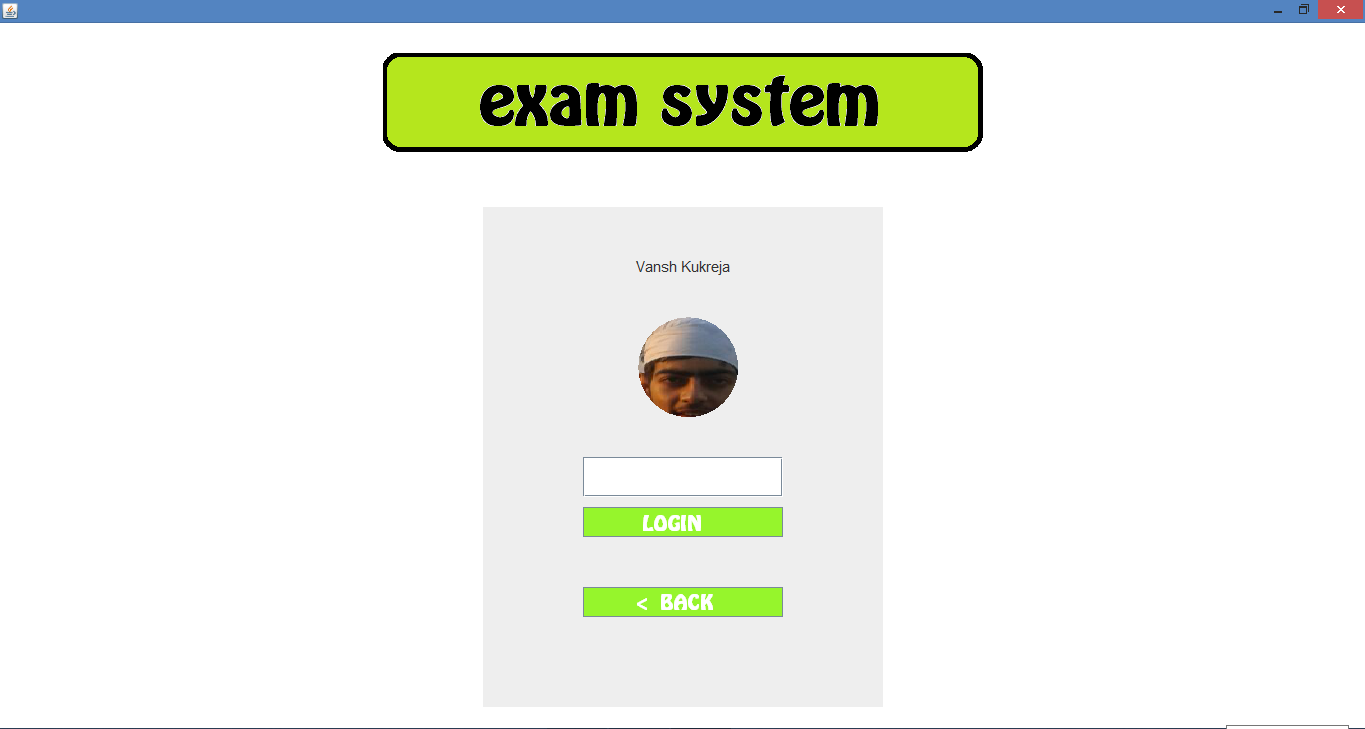 exam system
Vansh Kukreja
LOGIN
< BACK